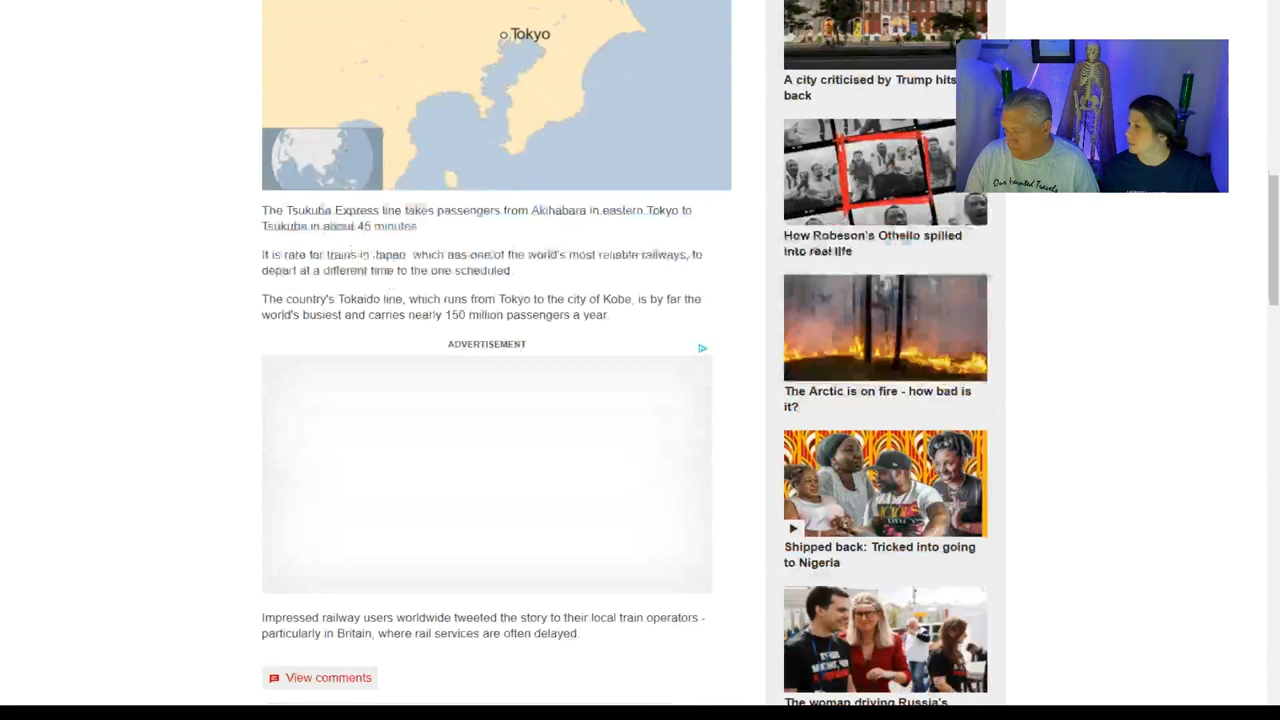 Tokyo
The Tsukuba Express line takes passengers from Akihabara in eastern Tokyo to
Tsukuba in about 45 minutes.
It is rare for trains in Japan, which has one of the world's most reliable railways, to
depart at a different time to the one scheduled.
The country's Tokaido line, which runs from Tokyo to the city of Kobe, is by far the
world's busiest and carries nearly 150 million passengers a year.
ADVERTISEMENT
Impressed railway users worldwide tweeted the story to their local train operators -
particularly in Britain, where rail services are often delayed.
View comments
A city criticised by Trump hits
back
How Robeson's Othello spilled
into real life
The Arctic is on fire - how bad is
it?
Shipped back: Tricked into going
to Nigeria
The woman driving Russia's
Our Haunted Travels